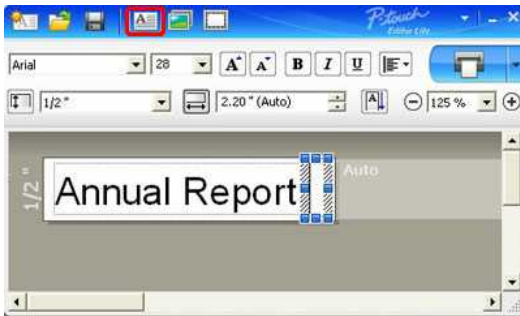 P-touch
Editor Lite
Arial 28 A A B I U
1/2" 2.20" (Auto) A 125 %
1/2" Annual Report Auto